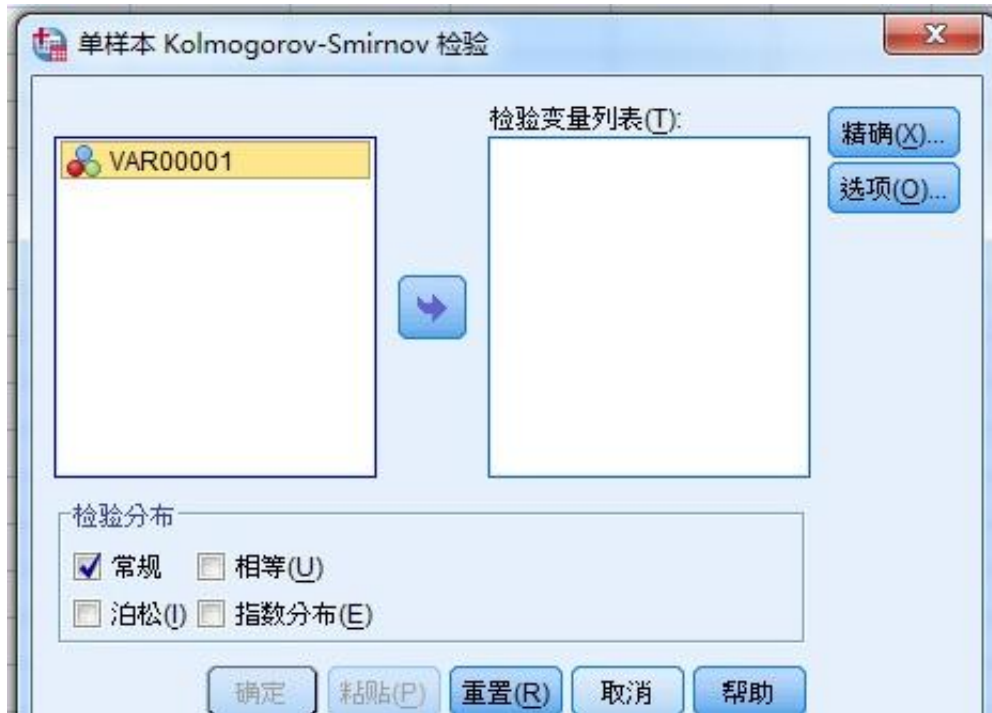 单样本 Kolmogorov-Smirnov 检验
检验变量列表(T):
VAR00001
精确(X)...
选项(O)...
检验分布
常规 相等(U)
泊松(I) 指数分布(E)
确定 粘贴(P) 重置(R) 取消 帮助